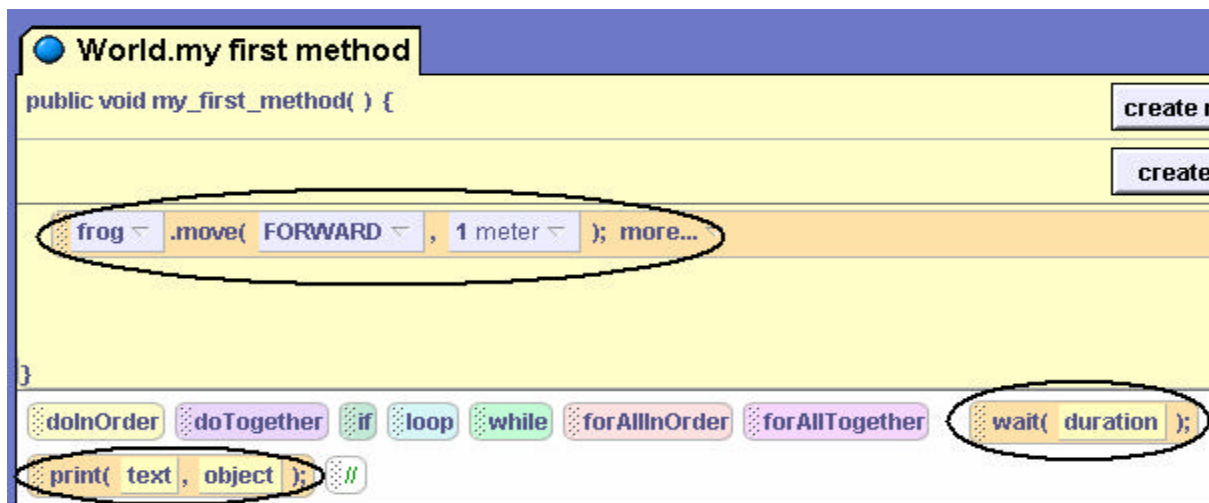 World.my first method
public void my_first_method( ) {
create
create
frog .move( FORWARD , 1 meter ); more...
}
doInOrder doTogether if loop while forAllInOrder forAllTogether wait( duration );
print( text , object ); //